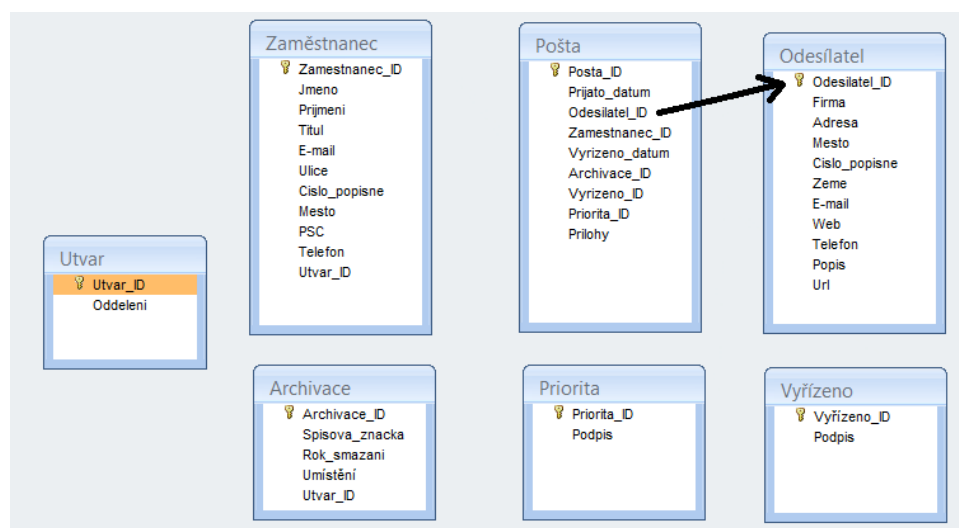 Zaměstnanec
Zamestnanec_ID
Jmeno
Prijmeni
Titul
E-mail
Ulice
Cislo_popisne
Mesto
PSC
Telefon
Utvar_ID
Pošta
Posta_ID
Prijato_datum
Odesilatel_ID
Zamestnanec_ID
Vyrizeno_datum
Archivace_ID
Vyrizeno_ID
Priorita_ID
Prilohy
Odesílatel
Odesilatel_ID
Firma
Adresa
Mesto
Cislo_popisne
Zeme
E-mail
Web
Telefon
Popis
Url
Utvar
Utvar_ID
Oddeleni
Archivace
Archivace_ID
Spisova_znacka
Rok_smazani
Umístění
Utvar_ID
Priorita
Priorita_ID
Podpis
Vyřízeno
Vyřízeno_ID
Podpis